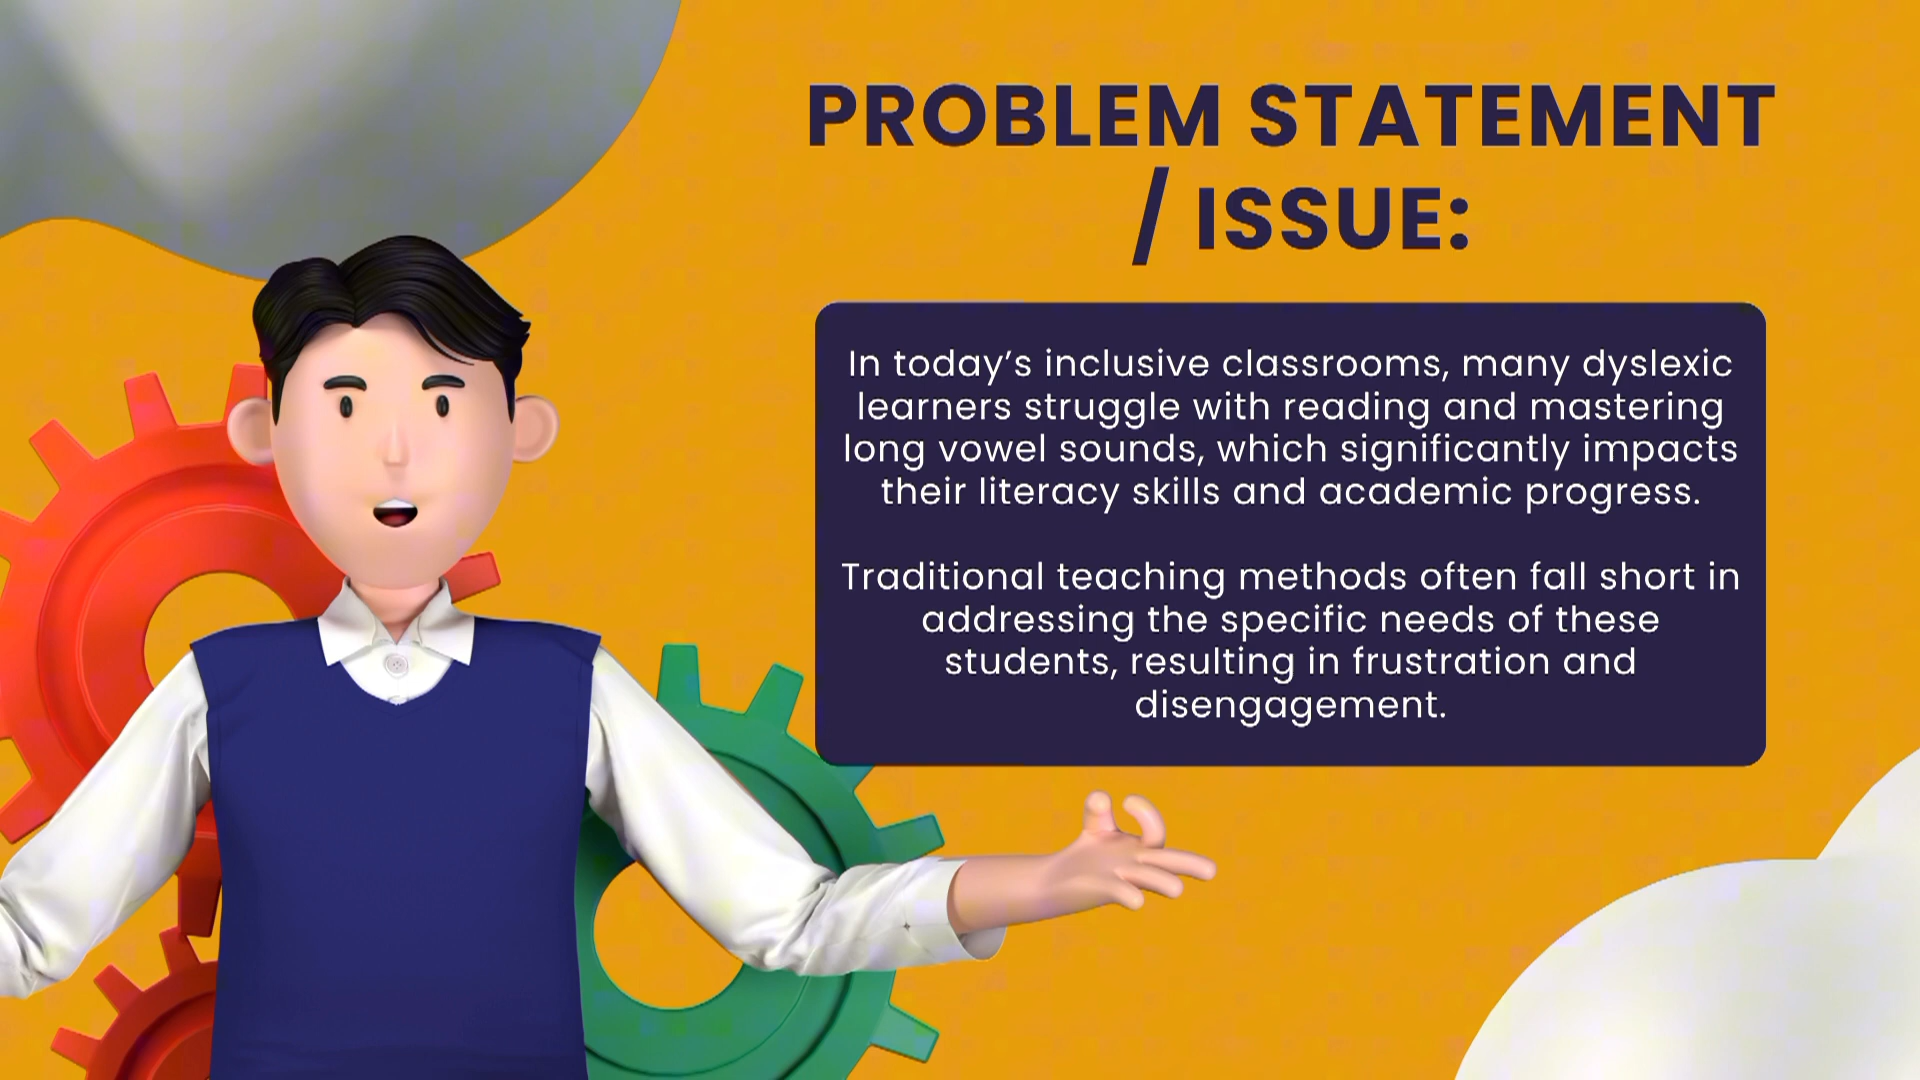 PROBLEM STATEMENT
/ ISSUE:
In today’s inclusive classrooms, many dyslexic
learners struggle with reading and mastering
long vowel sounds, which significantly impacts
their literacy skills and academic progress.
Traditional teaching methods often fall short in
addressing the specific needs of these
students, resulting in frustration and
disengagement.